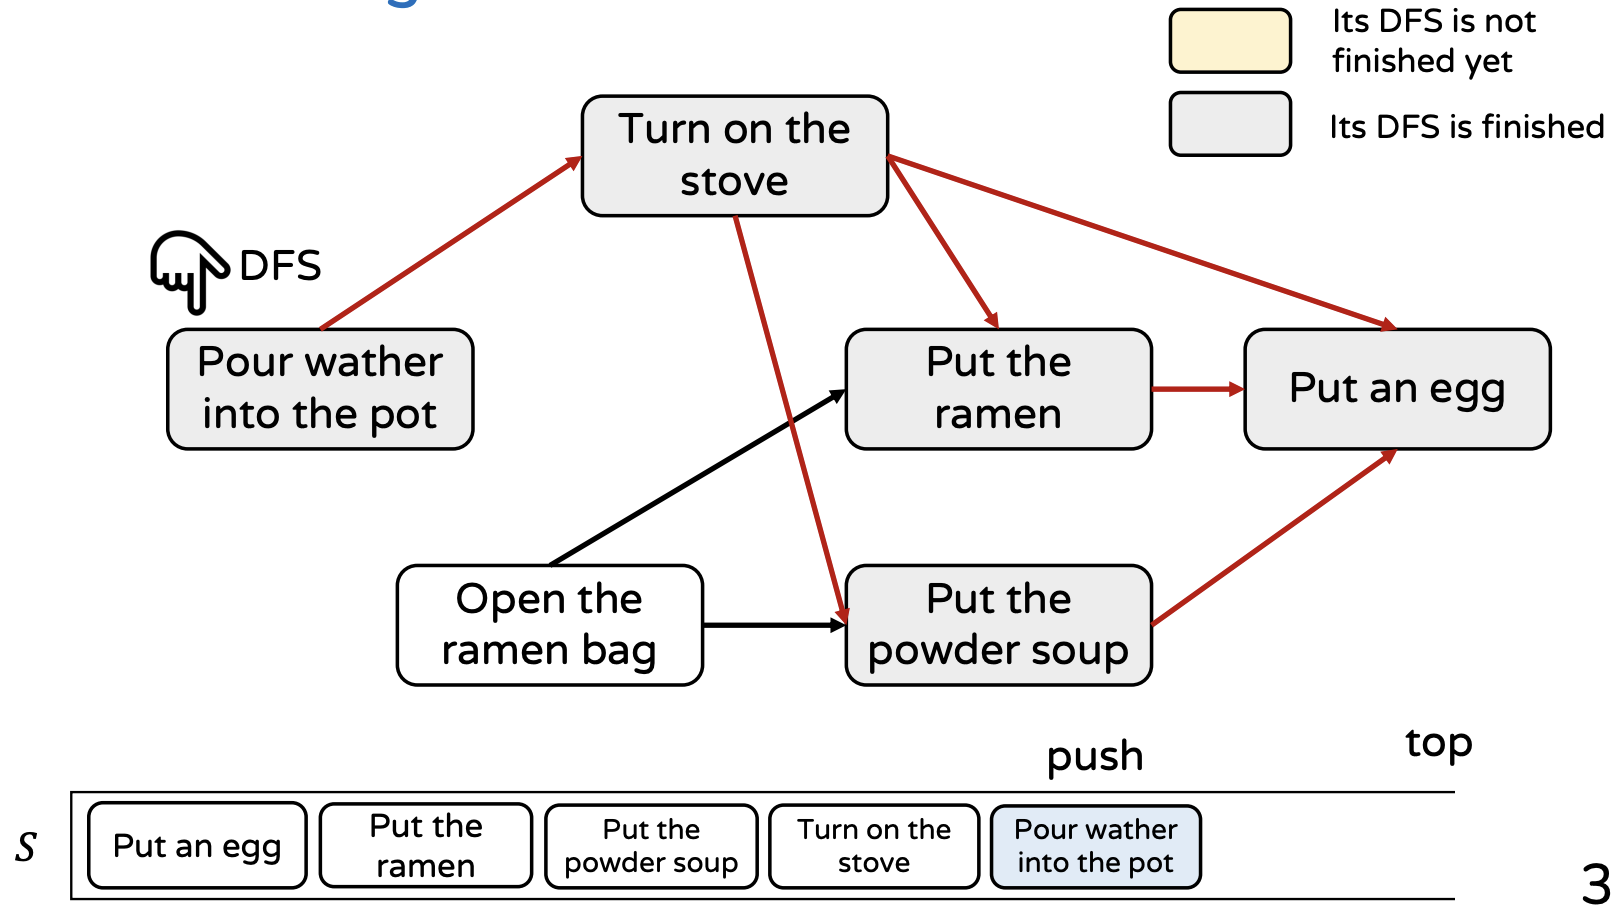 Its DFS is not
finished yet
Its DFS is finished
Turn on the
stove
DFS
Pour wather
into the pot
Put the
ramen
Put an egg
Open the
ramen bag
Put the
powder soup
push
top
S
Put an egg
Put the
ramen
Put the
powder soup
Turn on the
stove
Pour wather
into the pot
3